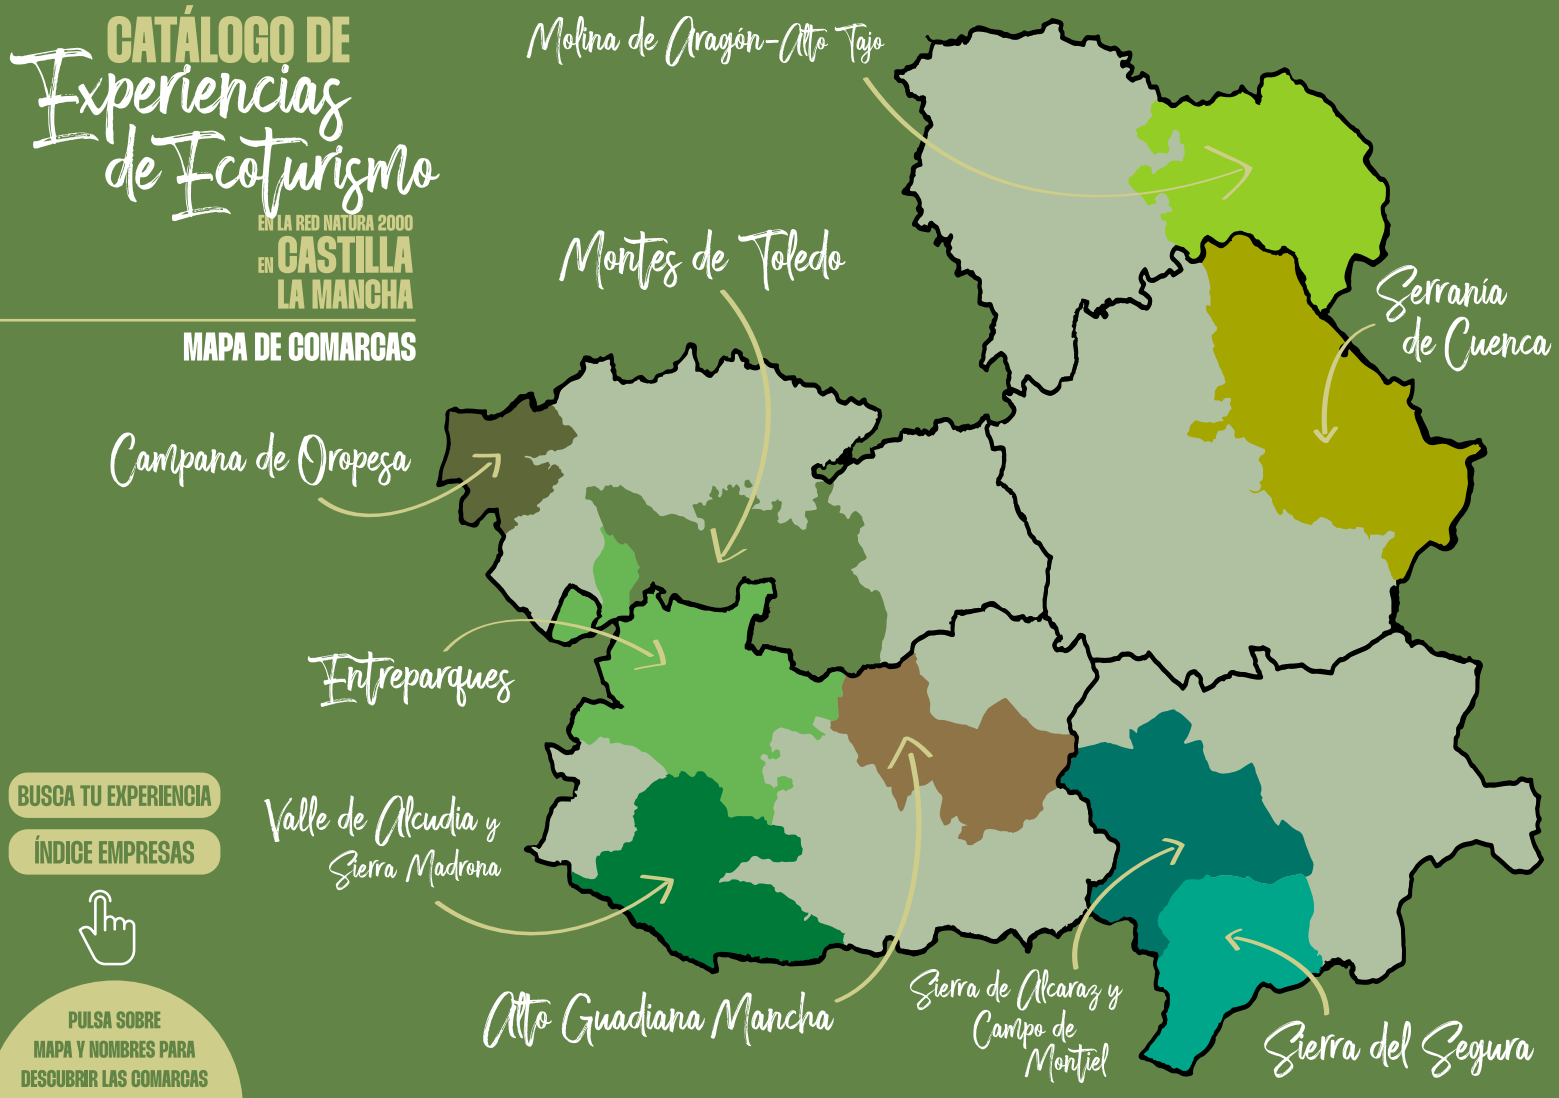 CATÁLOGO DE
Experiencias
de Ecoturismo
EN LA RED NATURA 2000
EN CASTILLA
LA MANCHA
MAPA DE COMARCAS
Molina de Aragón-Alto Tajo
Montes de Toledo
Serranía
de Cuenca
Campana de Oropesa
Entreparques
Valle de Alcudia y
Sierra Madrona
Alto Guadiana Mancha
Sierra de Alcaraz y
Campo de
Montiel
Sierra del Segura
BUSCA TU EXPERIENCIA
ÍNDICE EMPRESAS
PULSA SOBRE
MAPA Y NOMBRES PARA
DESCUBRIR LAS COMARCAS